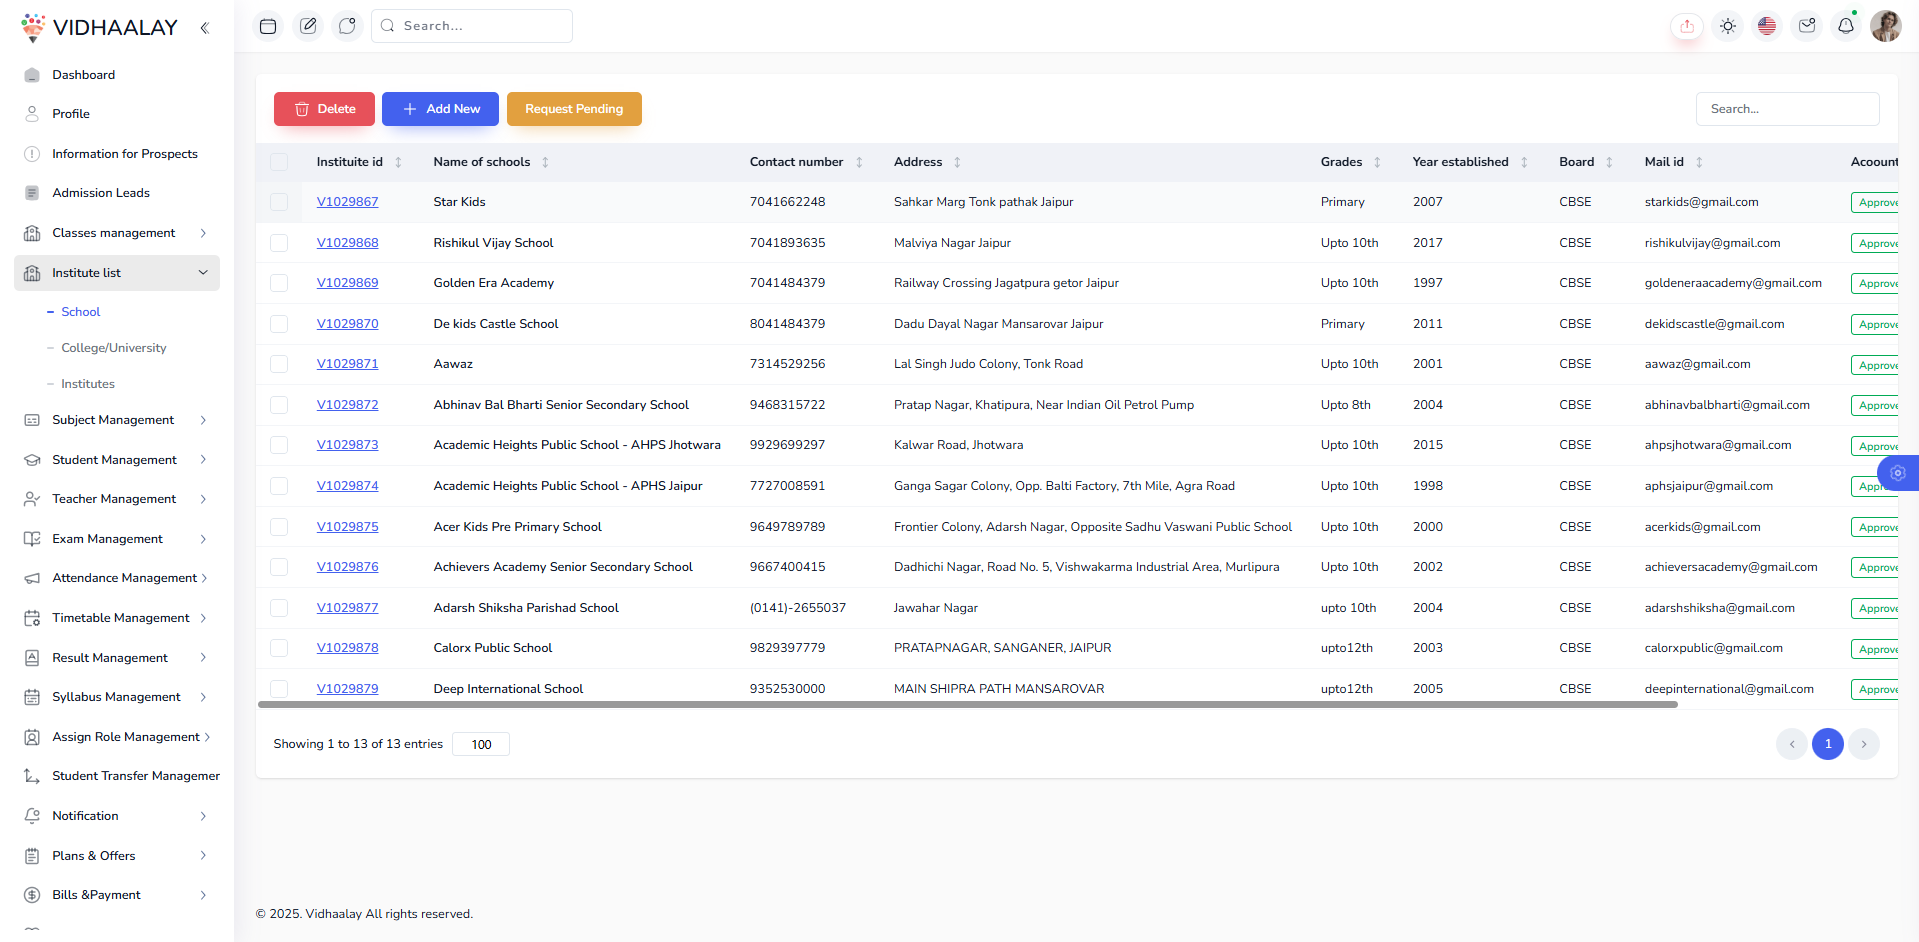 VIDHAALAY
Search...
Dashboard
Profile
Information for Prospects
Admission Leads
Classes management
Institute list
School
College/University
Institutes
Subject Management
Student Management
Teacher Management
Exam Management
Attendance Management
Timetable Management
Result Management
Syllabus Management
Assign Role Management
Student Transfer Managemer
Notification
Plans & Offers
Bills &Payment
Delete
Add New
Request Pending
Search...
Instituite id Name of schools Contact number Address Grades Year established Board Mail id Acount
V1029867 Star Kids 7041662248 Sahkar Marg Tonk pathak Jaipur Primary 2007 CBSE starkids@gmail.com Approve
V1029868 Rishikul Vijay School 7041893635 Malviya Nagar Jaipur Upto 10th 2017 CBSE rishikulvijay@gmail.com Approve
V1029869 Golden Era Academy 7041484379 Railway Crossing Jagatpura getor Jaipur Upto 10th 1997 CBSE goldeneraacademy@gmail.com Approve
V1029870 De kids Castle School 8041484379 Dadu Dayal Nagar Mansarovar Jaipur Primary 2011 CBSE dekidscastle@gmail.com Approve
V1029871 Aawaz 7314529256 Lal Singh Judo Colony, Tonk Road Upto 10th 2001 CBSE aawaz@gmail.com Approve
V1029872 Abhinav Bal Bharti Senior Secondary School 9468315722 Pratap Nagar, Khatipura, Near Indian Oil Petrol Pump Upto 8th 2004 CBSE abhinavbalbharti@gmail.com Approve
V1029873 Academic Heights Public School - AHPS Jhotwara 9929699297 Kalwar Road, Jhotwara Upto 10th 2015 CBSE ahpsjhotwara@gmail.com Approve
V1029874 Academic Heights Public School - APHS Jaipur 7727008591 Ganga Sagar Colony, Opp. Balti Factory, 7th Mile, Agra Road Upto 10th 1998 CBSE aphsjaipur@gmail.com Appr
V1029875 Acer Kids Pre Primary School 9649789789 Frontier Colony, Adarsh Nagar, Opposite Sadhu Vaswani Public School Upto 10th 2000 CBSE acerkids@gmail.com Approve
V1029876 Achievers Academy Senior Secondary School 9667400415 Dadhichi Nagar, Road No. 5, Vishwakarma Industrial Area, Murlipura Upto 10th 2002 CBSE achieversacademy@gmail.com Approve
V1029877 Adarsh Shiksha Parishad School (0141)-2655037 Jawahar Nagar upto 10th 2004 CBSE adarshshiksha@gmail.com Approve
V1029878 Calorx Public School 9829397779 PRATAPNAGAR, SANGANER, JAIPUR upto12th 2003 CBSE calorxpublic@gmail.com Approve
V1029879 Deep International School 9352530000 MAIN SHIPRA PATH MANSAROVAR upto12th 2005 CBSE deepinternational@gmail.com Approve
Showing 1 to 13 of 13 entries 100
1
© 2025. Vidhaalay All rights reserved.